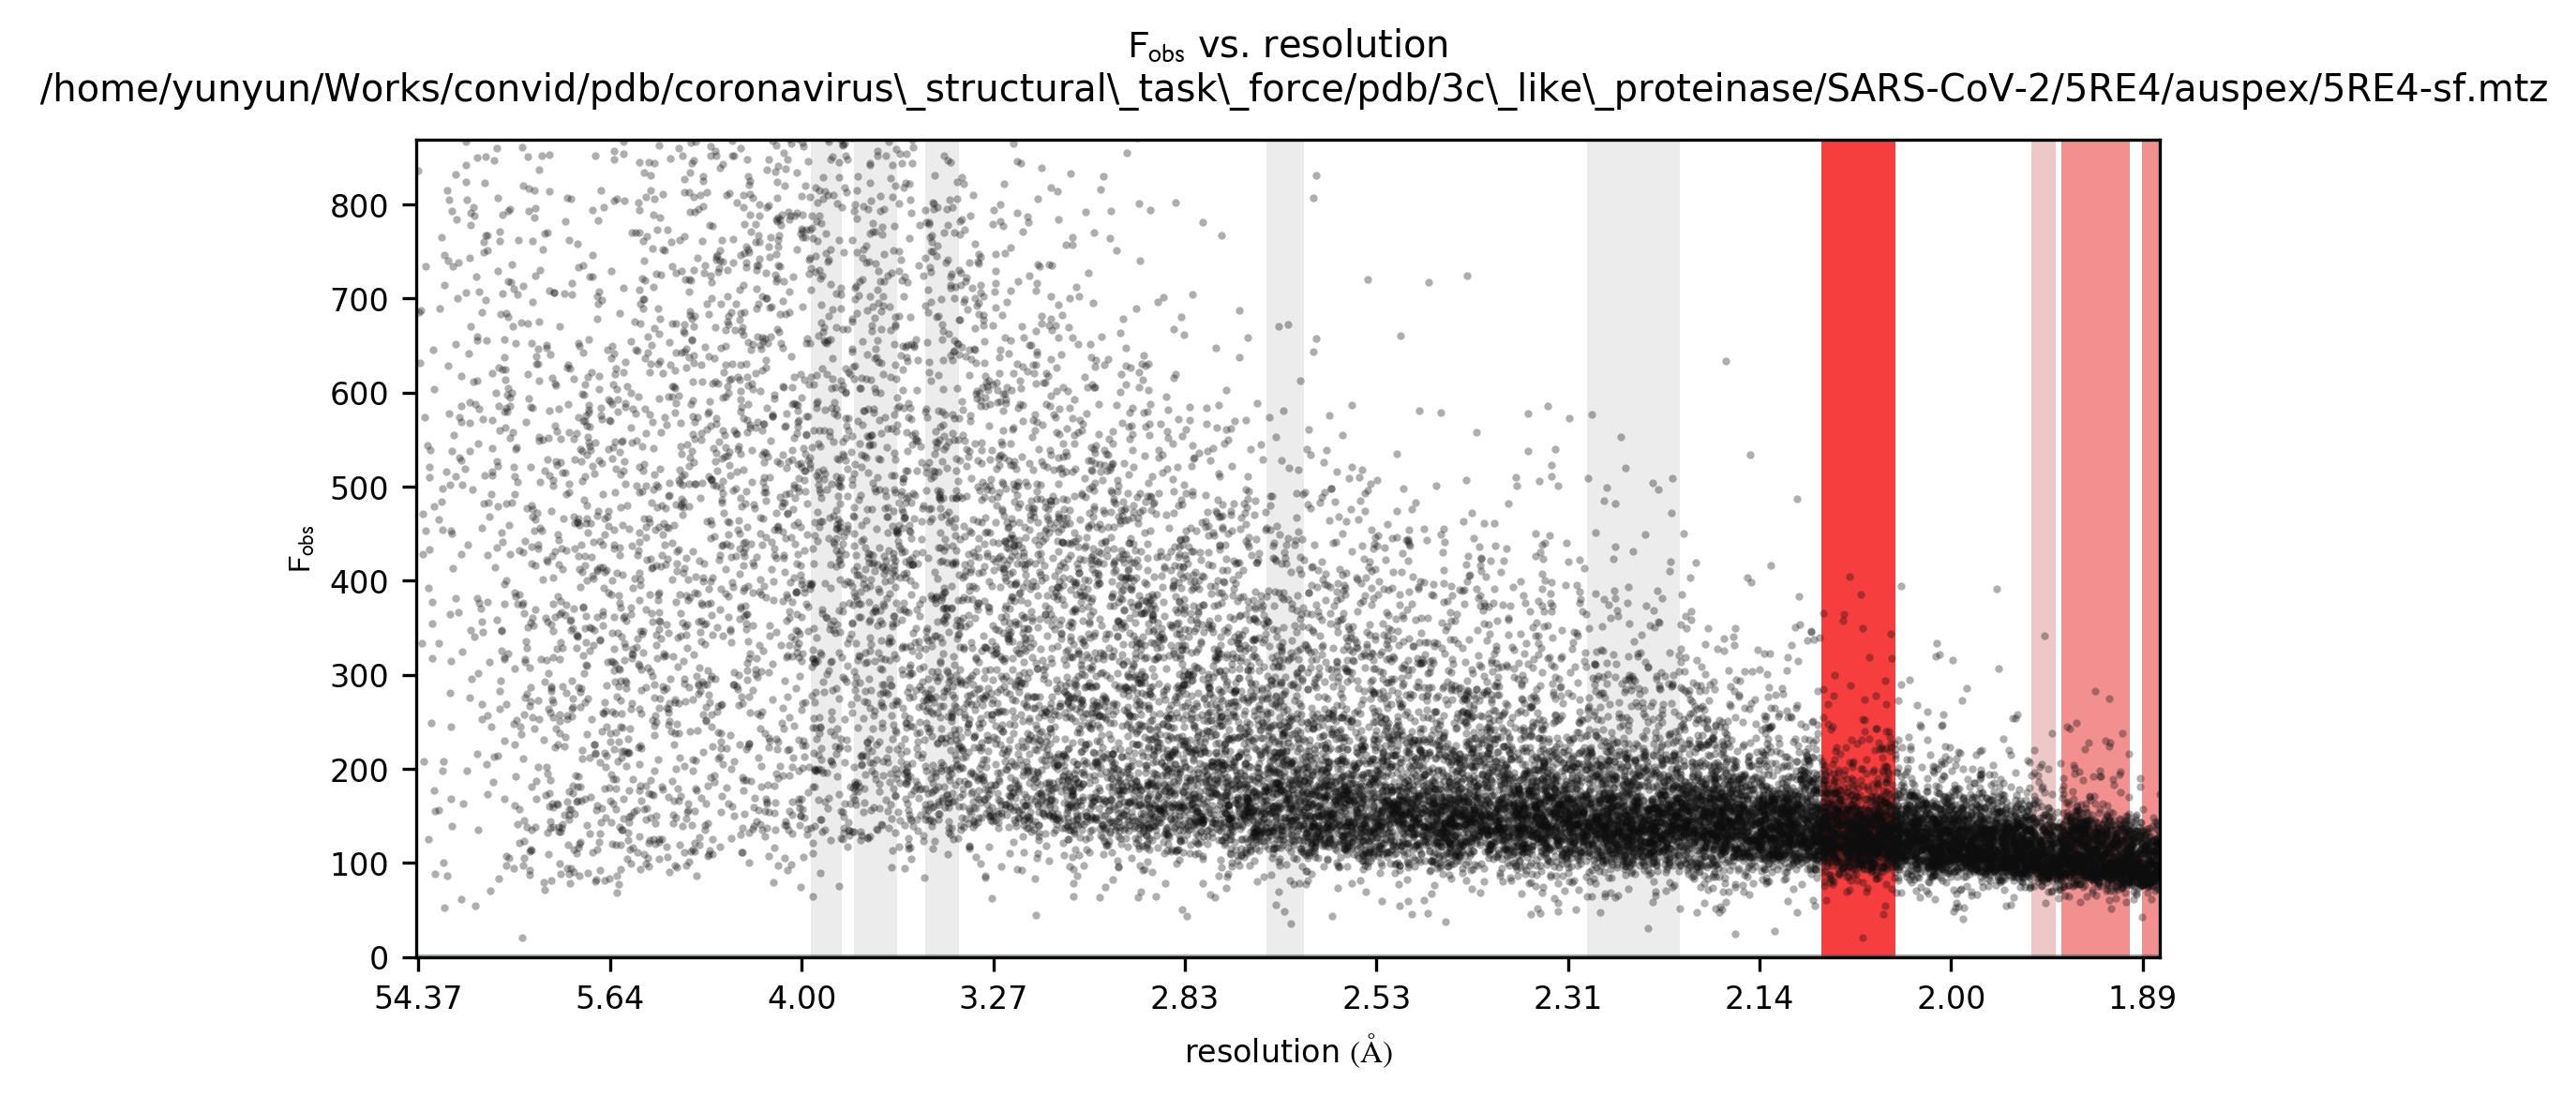 Fobs vs. resolution
/home/yunyun/Works/convid/pdb/coronavirus\_structural\_task\_force/pdb/3c\_like\_proteinase/SARS-CoV-2/5RE4/auspex/5RE4-sf.mtz
800
700
600
500
400
300
200
100
0
Fobs
54.37 5.64 4.00 3.27 2.83 2.53 2.31 2.14 2.00 1.89
resolution (Å)